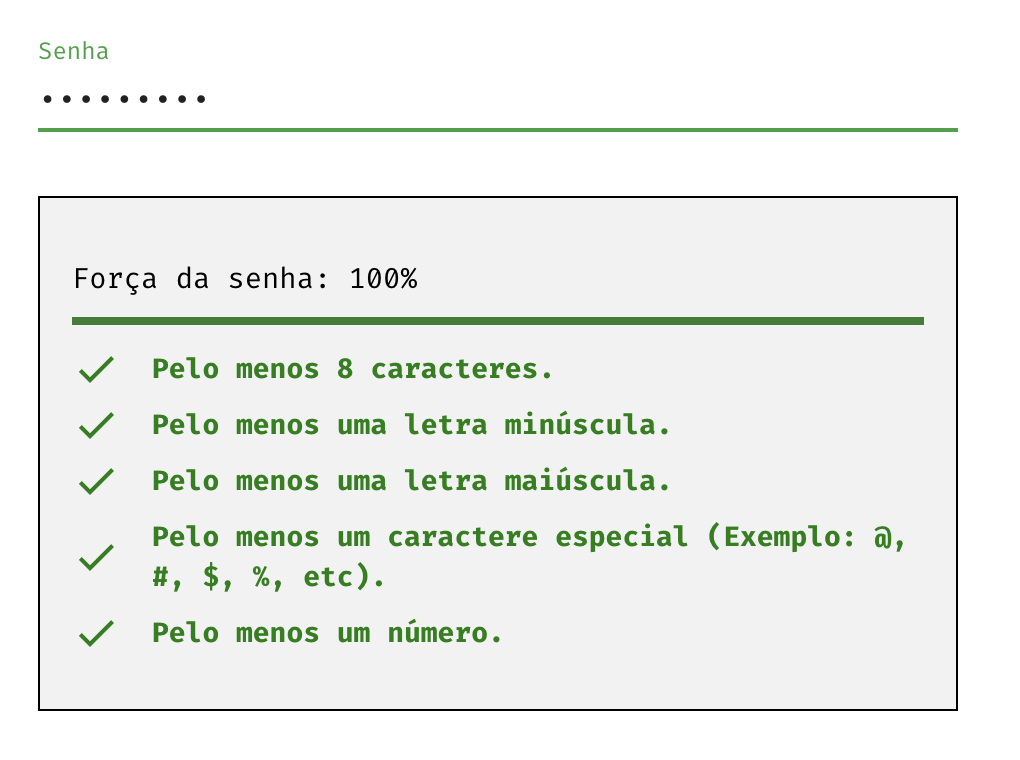 Senha
•••••••••
Força da senha: 100%
Pelo menos 8 caracteres.
Pelo menos uma letra minúscula.
Pelo menos uma letra maiúscula.
Pelo menos um caractere especial (Exemplo: @,
#, $, %, etc).
Pelo menos um número.